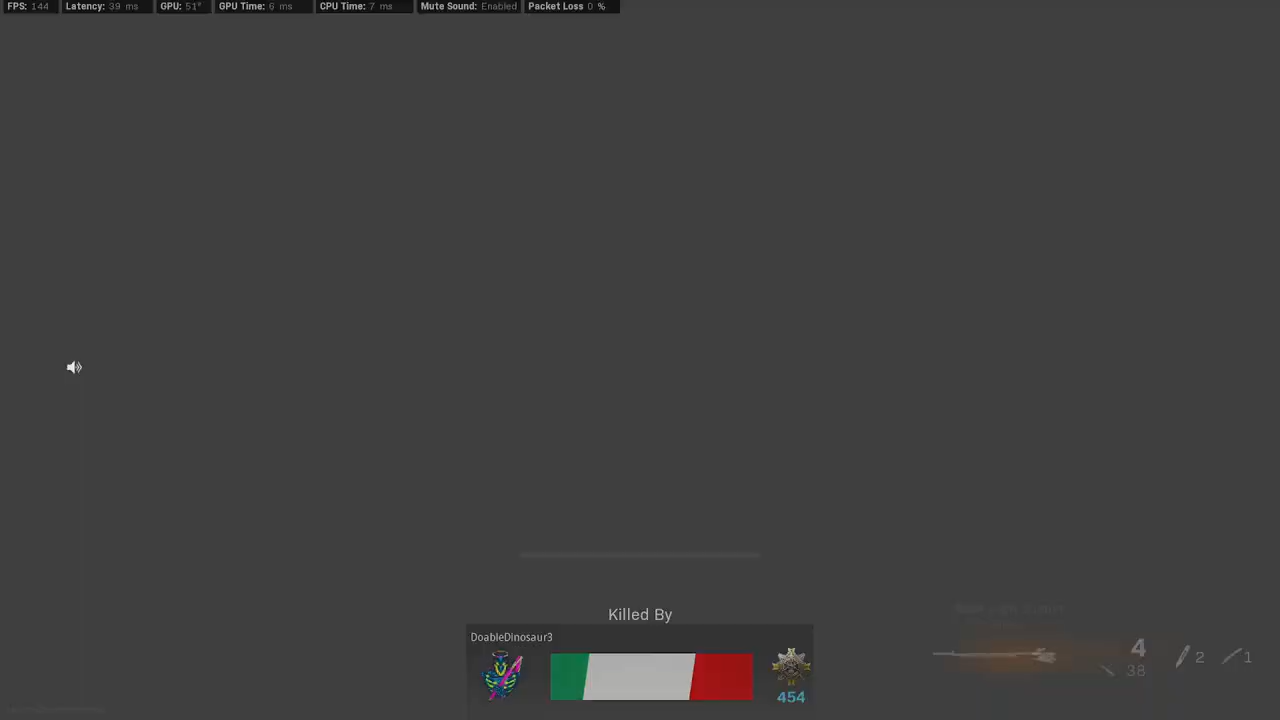 FPS: 144 Latency: 39 ms GPU: 51° GPU Time: 6 ms CPU Time: 7 ms Mute Sound: Enabled Packet Loss 0 %
Killed By
DoableDinosaur3
454
4
38
2
1